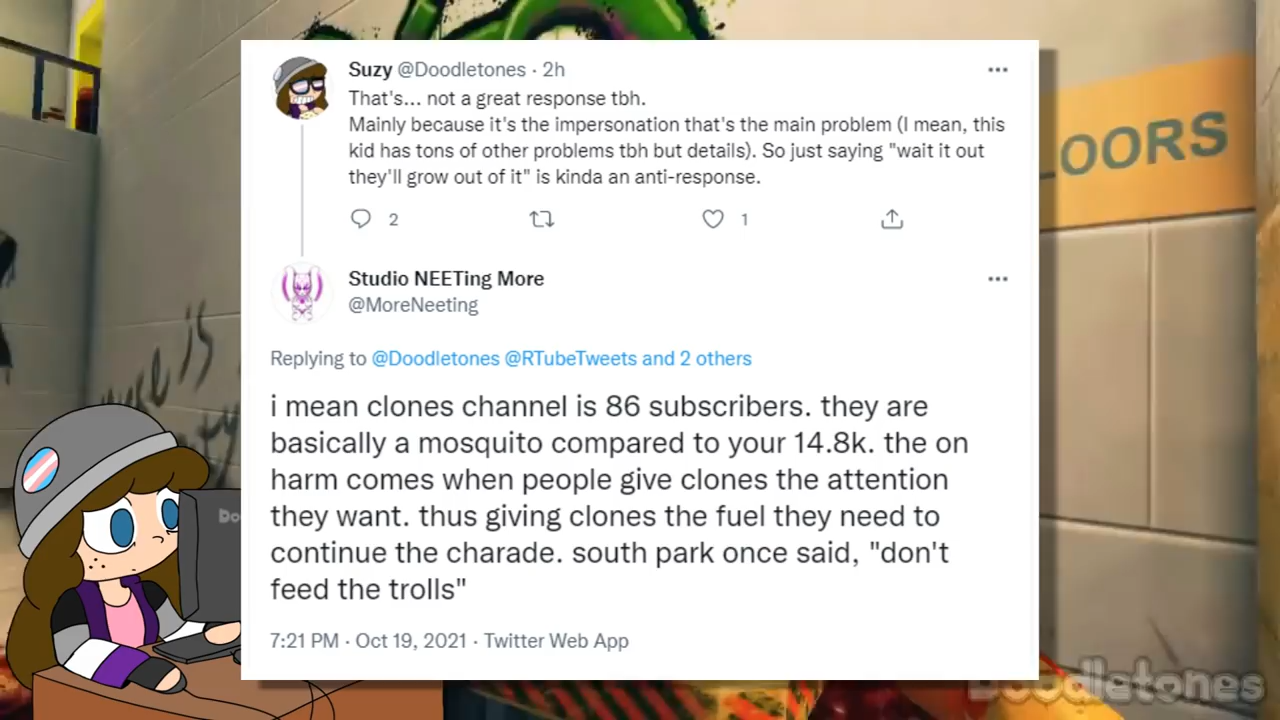 Suzy @Doodletones · 2h
That's... not a great response tbh.
Mainly because it's the impersonation that's the main problem (I mean, this
kid has tons of other problems tbh but details). So just saying "wait it out
they'll grow out of it" is kinda an anti-response.
2
1
Studio NEETing More
@MoreNeeting
Replying to @Doodletones @RTubeTweets and 2 others
i mean clones channel is 86 subscribers. they are
basically a mosquito compared to your 14.8k. the on
harm comes when people give clones the attention
they want. thus giving clones the fuel they need to
continue the charade. south park once said, "don't
feed the trolls"
7:21 PM · Oct 19, 2021 · Twitter Web App
OORS
Do
Doodletones